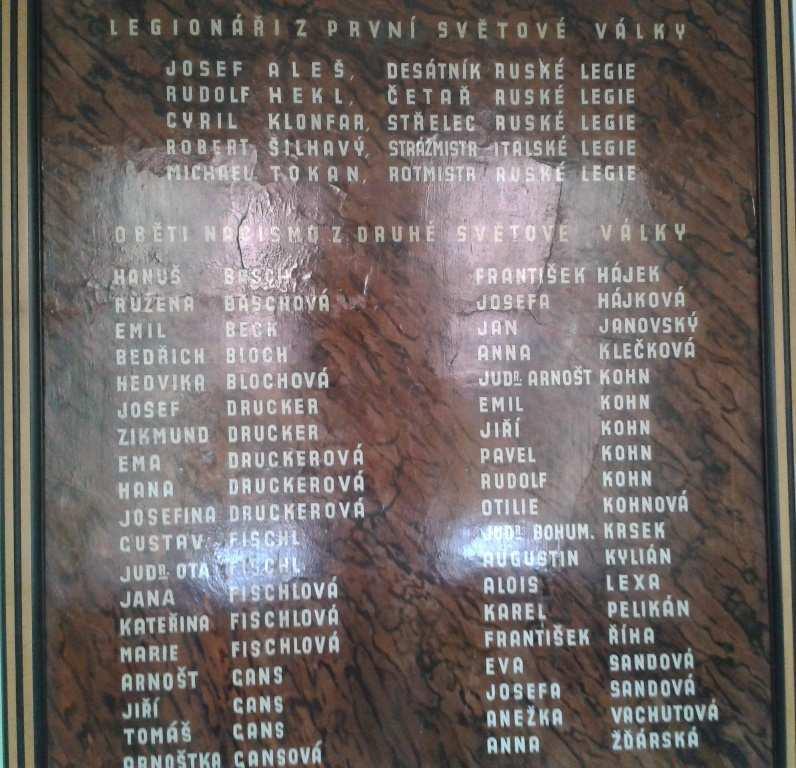 LEGIONÁŘI Z PRVNÍ SVĚTOVÉ VÁLKY
JOSEF ALEŠ, DESÁTNÍK RUSKÉ LEGIE
RUDOLF HEKL, ČETAŘ RUSKÉ LEGIE
CYRIL KLONFAR, STŘELEC RUSKÉ LEGIE
ROBERT ŠILHAVÝ, STRÁŽMISTR ITALSKÉ LEGIE
MICHAEL TOKAN, ROTMISTR RUSKÉ LEGIE
OBĚTI NACISMU Z DRUHÉ SVĚTOVÉ VÁLKY
HANUŠ BASCH
RŮŽENA BASCHOVÁ
EMIL BECK
BEDŘICH BLOCH
HEDVIKA BLOCHOVÁ
JOSEF DRUCKER
ZIKMUND DRUCKER
EMA DRUCKEROVÁ
HANA DRUCKEROVÁ
JOSEFINA DRUCKEROVÁ
GUSTAV FISCHL
JUDR. OTA FISCHL
JANA FISCHLOVÁ
KATEŘINA FISCHLOVÁ
MARIE FISCHLOVÁ
ARNOŠT GANS
JIŘÍ GANS
TOMÁŠ GANS
ARNOŠTKA GANSOVÁ
FRANTIŠEK HÁJEK
JOSEFA HÁJKOVÁ
JAN JANOVSKÝ
ANNA KLEČKOVÁ
JUDR. ARNOŠT KOHN
EMIL KOHN
JIŘÍ KOHN
PAVEL KOHN
RUDOLF KOHN
OTILIE KOHNOVÁ
JUDR. BOHUM. KRSEK
AUGUSTIN KYLIÁN
ALOIS LEXA
KAREL PELIKÁN
FRANTIŠEK ŘÍHA
EVA SANDOVÁ
JOSEFA SANDOVÁ
ANEŽKA VACHUTOVÁ
ANNA ŽĎÁRSKÁ